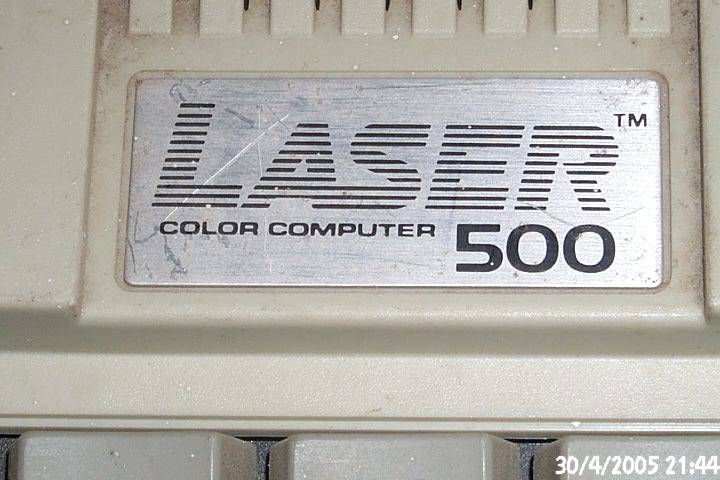 LASER™
COLOR COMPUTER 500
30/4/2005 21:44